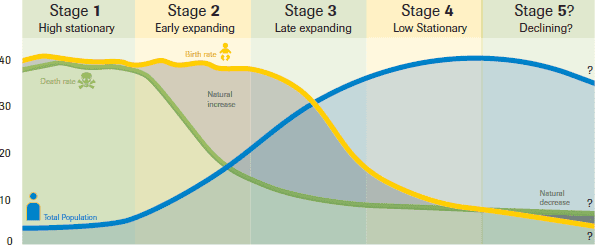 Stage 1
High stationary
Stage 2
Early expanding
Stage 3
Late expanding
Stage 4
Low Stationary
Stage 5?
Declining?
40
Birth rate
?
Death rate
Natural
increase
30
20
10
Natural
decrease
?
Total Population
?
0